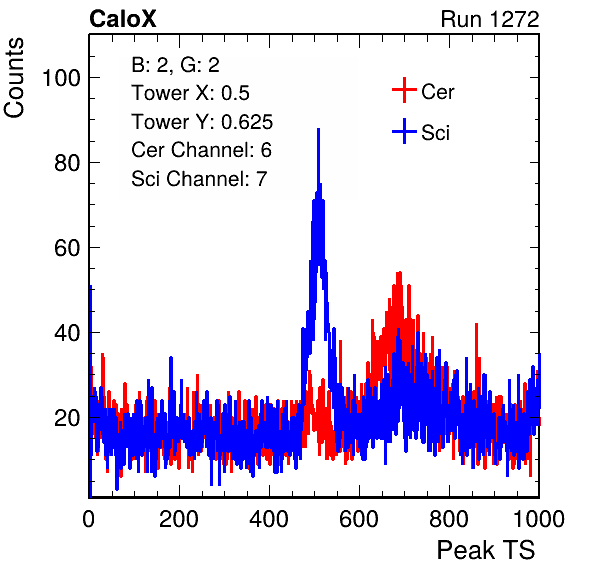 CaloX Run 1272
Counts
B: 2, G: 2
Tower X: 0.5
Tower Y: 0.625
Cer Channel: 6
Sci Channel: 7
Cer
Sci
100
80
60
40
20
0 200 400 600 800 1000
Peak TS